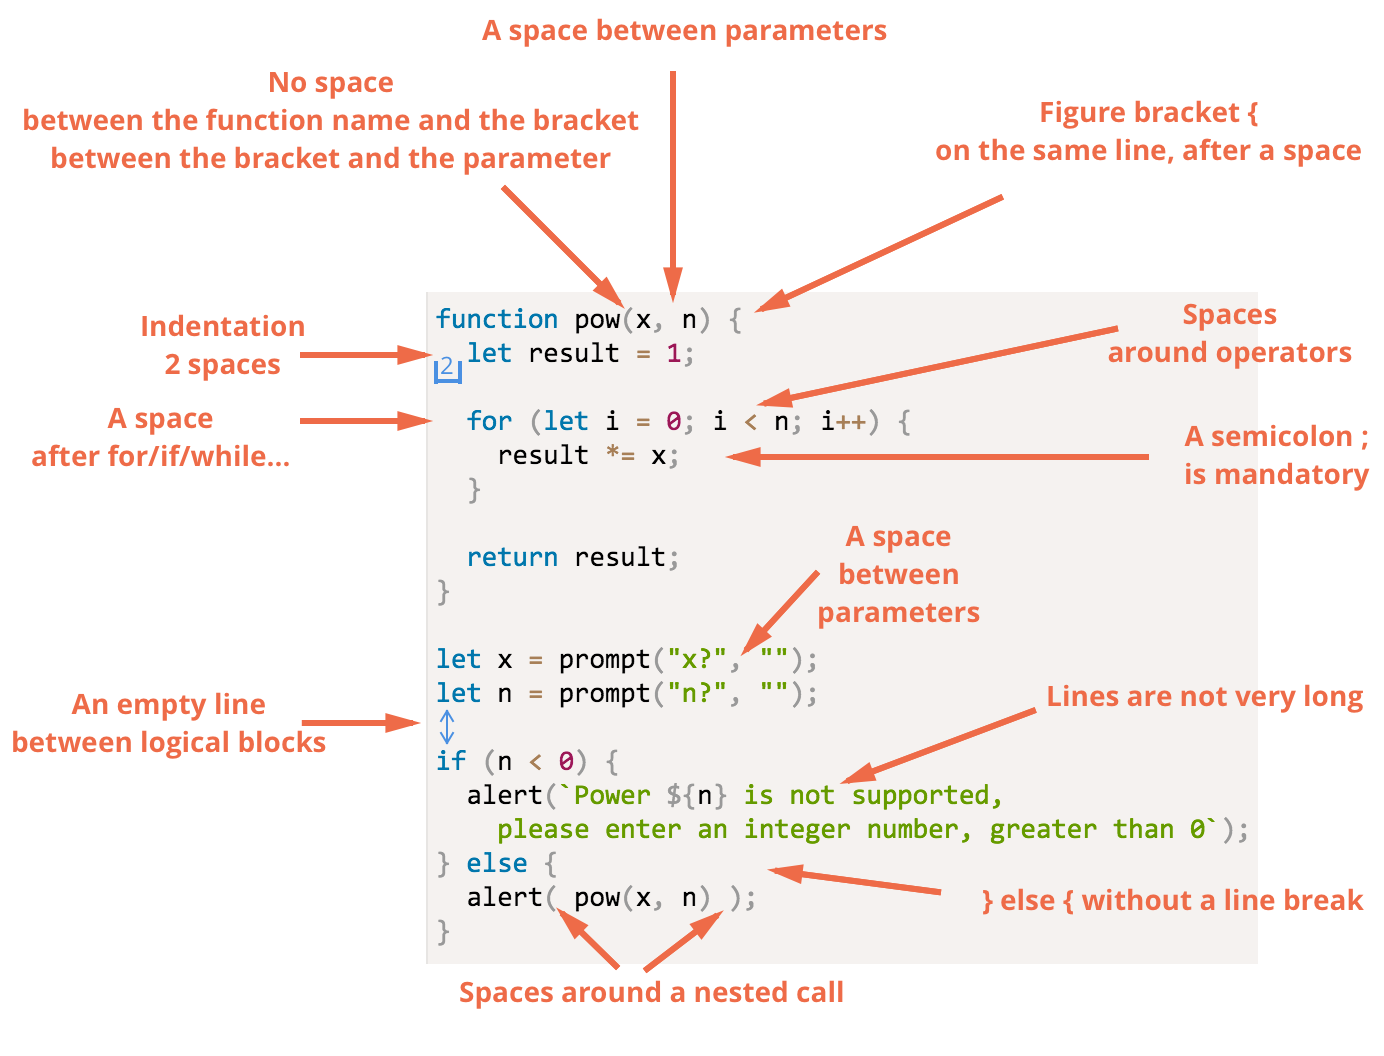 A space between parameters
No space
between the function name and the bracket
between the bracket and the parameter
Figure bracket {
on the same line, after a space
Indentation
2 spaces
A space
after for/if/while...
An empty line
between logical blocks
function pow(x, n) {
  let result = 1;
2
  for (let i = 0; i < n; i++) {
    result *= x;
  }
  return result;
}
let x = prompt("x?", "");
let n = prompt("n?", "");
if (n < 0) {
  alert(`Power ${n} is not supported,
    please enter an integer number, greater than 0`);
} else {
  alert( pow(x, n) );
}
Spaces
around operators
A semicolon ;
is mandatory
A space
between
parameters
Lines are not very long
} else { without a line break
Spaces around a nested call